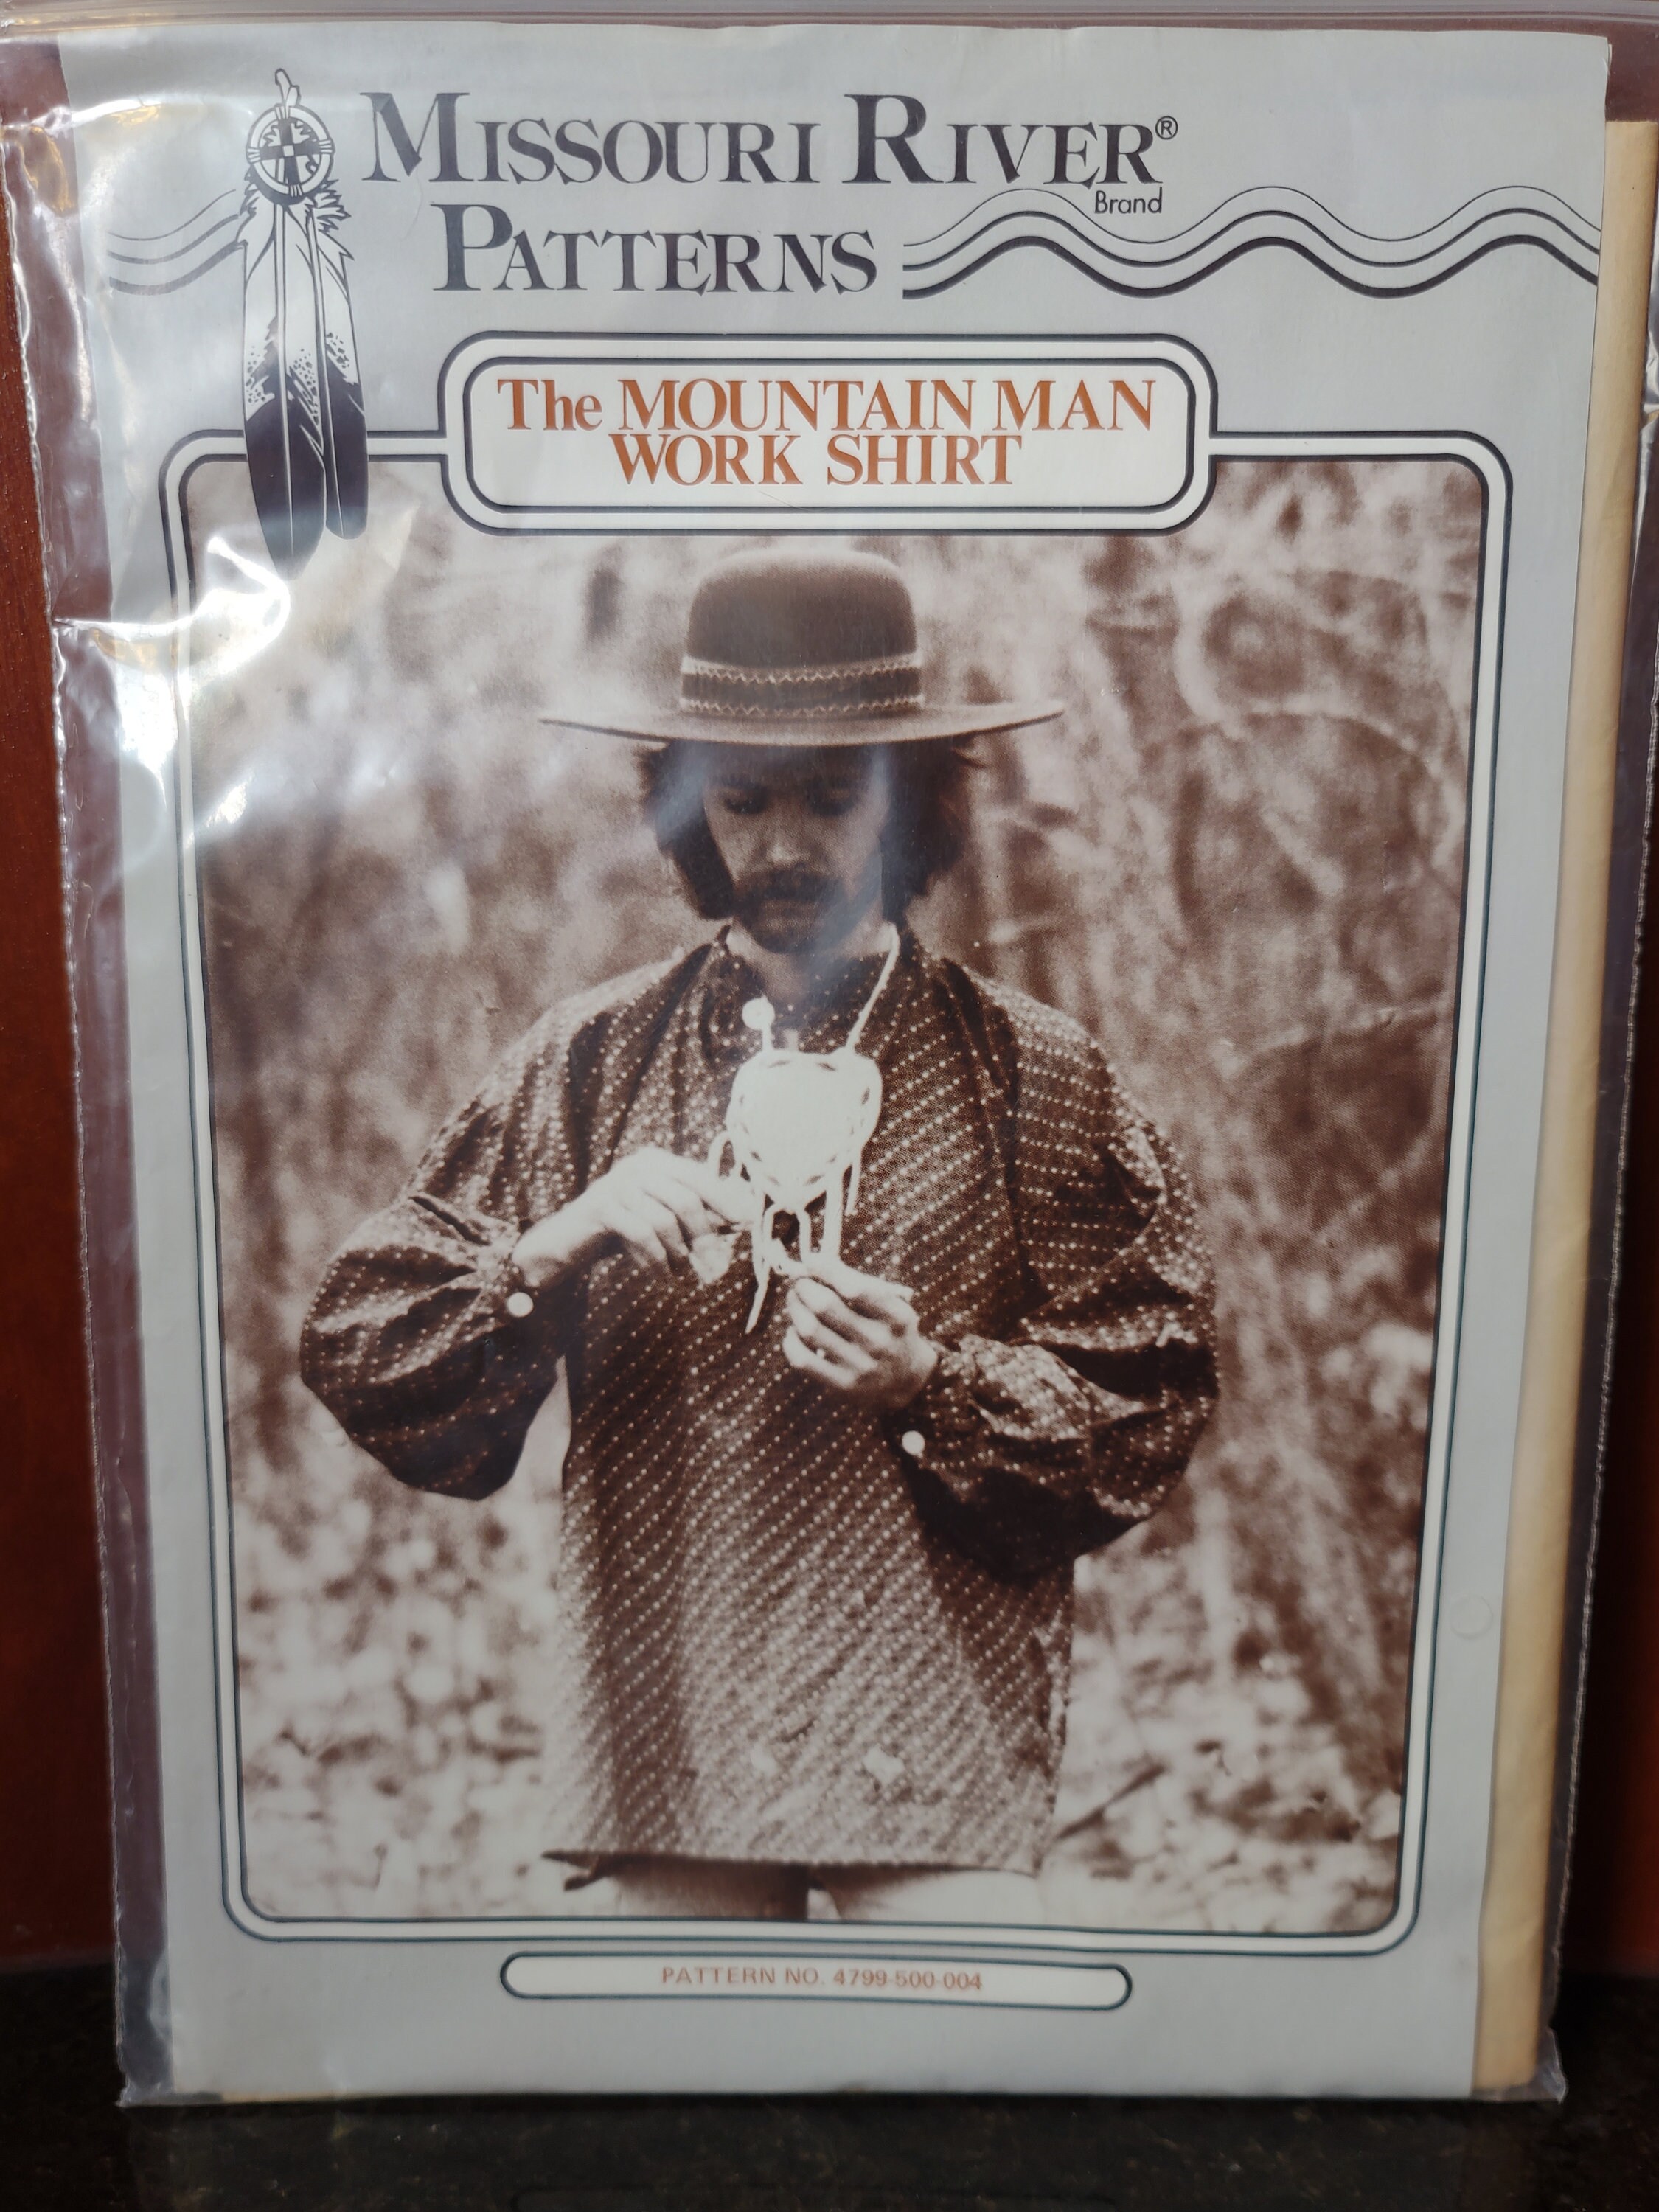 MISSOURI RIVER®
Brand
PATTERNS
The MOUNTAIN MAN
WORK SHIRT
PATTERN NO. 4799-500-004